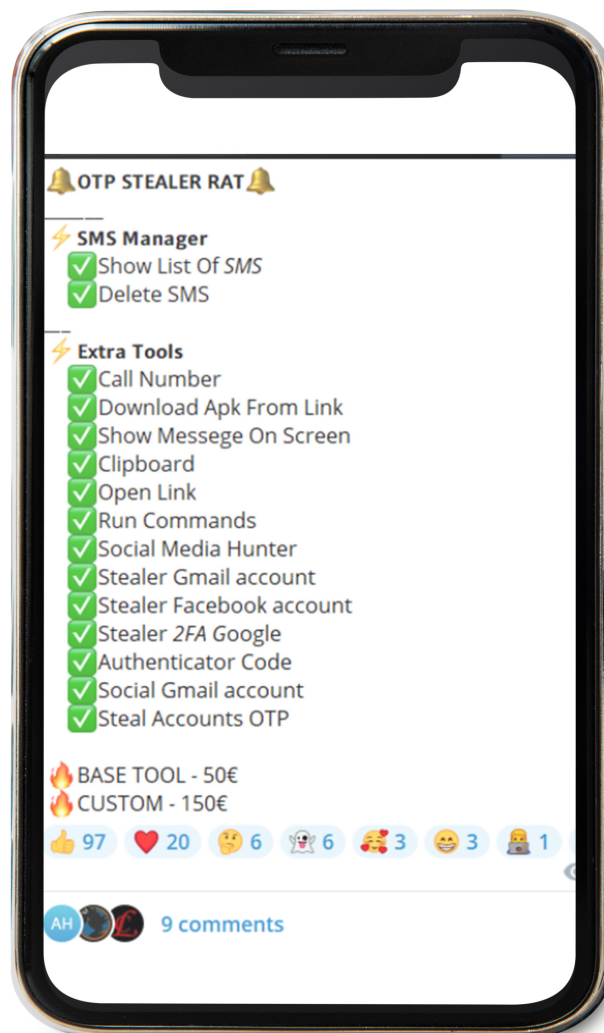 🔔OTP STEALER RAT🔔
⚡ SMS Manager
✅Show List Of SMS
✅Delete SMS
⚡ Extra Tools
✅Call Number
✅Download Apk From Link
✅Show Messege On Screen
✅Clipboard
✅Open Link
✅Run Commands
✅Social Media Hunter
✅Stealer Gmail account
✅Stealer Facebook account
✅Stealer 2FA Google
✅Authenticator Code
✅Social Gmail account
✅Steal Accounts OTP
🔥BASE TOOL - 50€
🔥CUSTOM - 150€
👍 97 ❤️ 20 🤔 6 👻 6 🥰 3 😁 3 👨‍💻 1
AH 9 comments